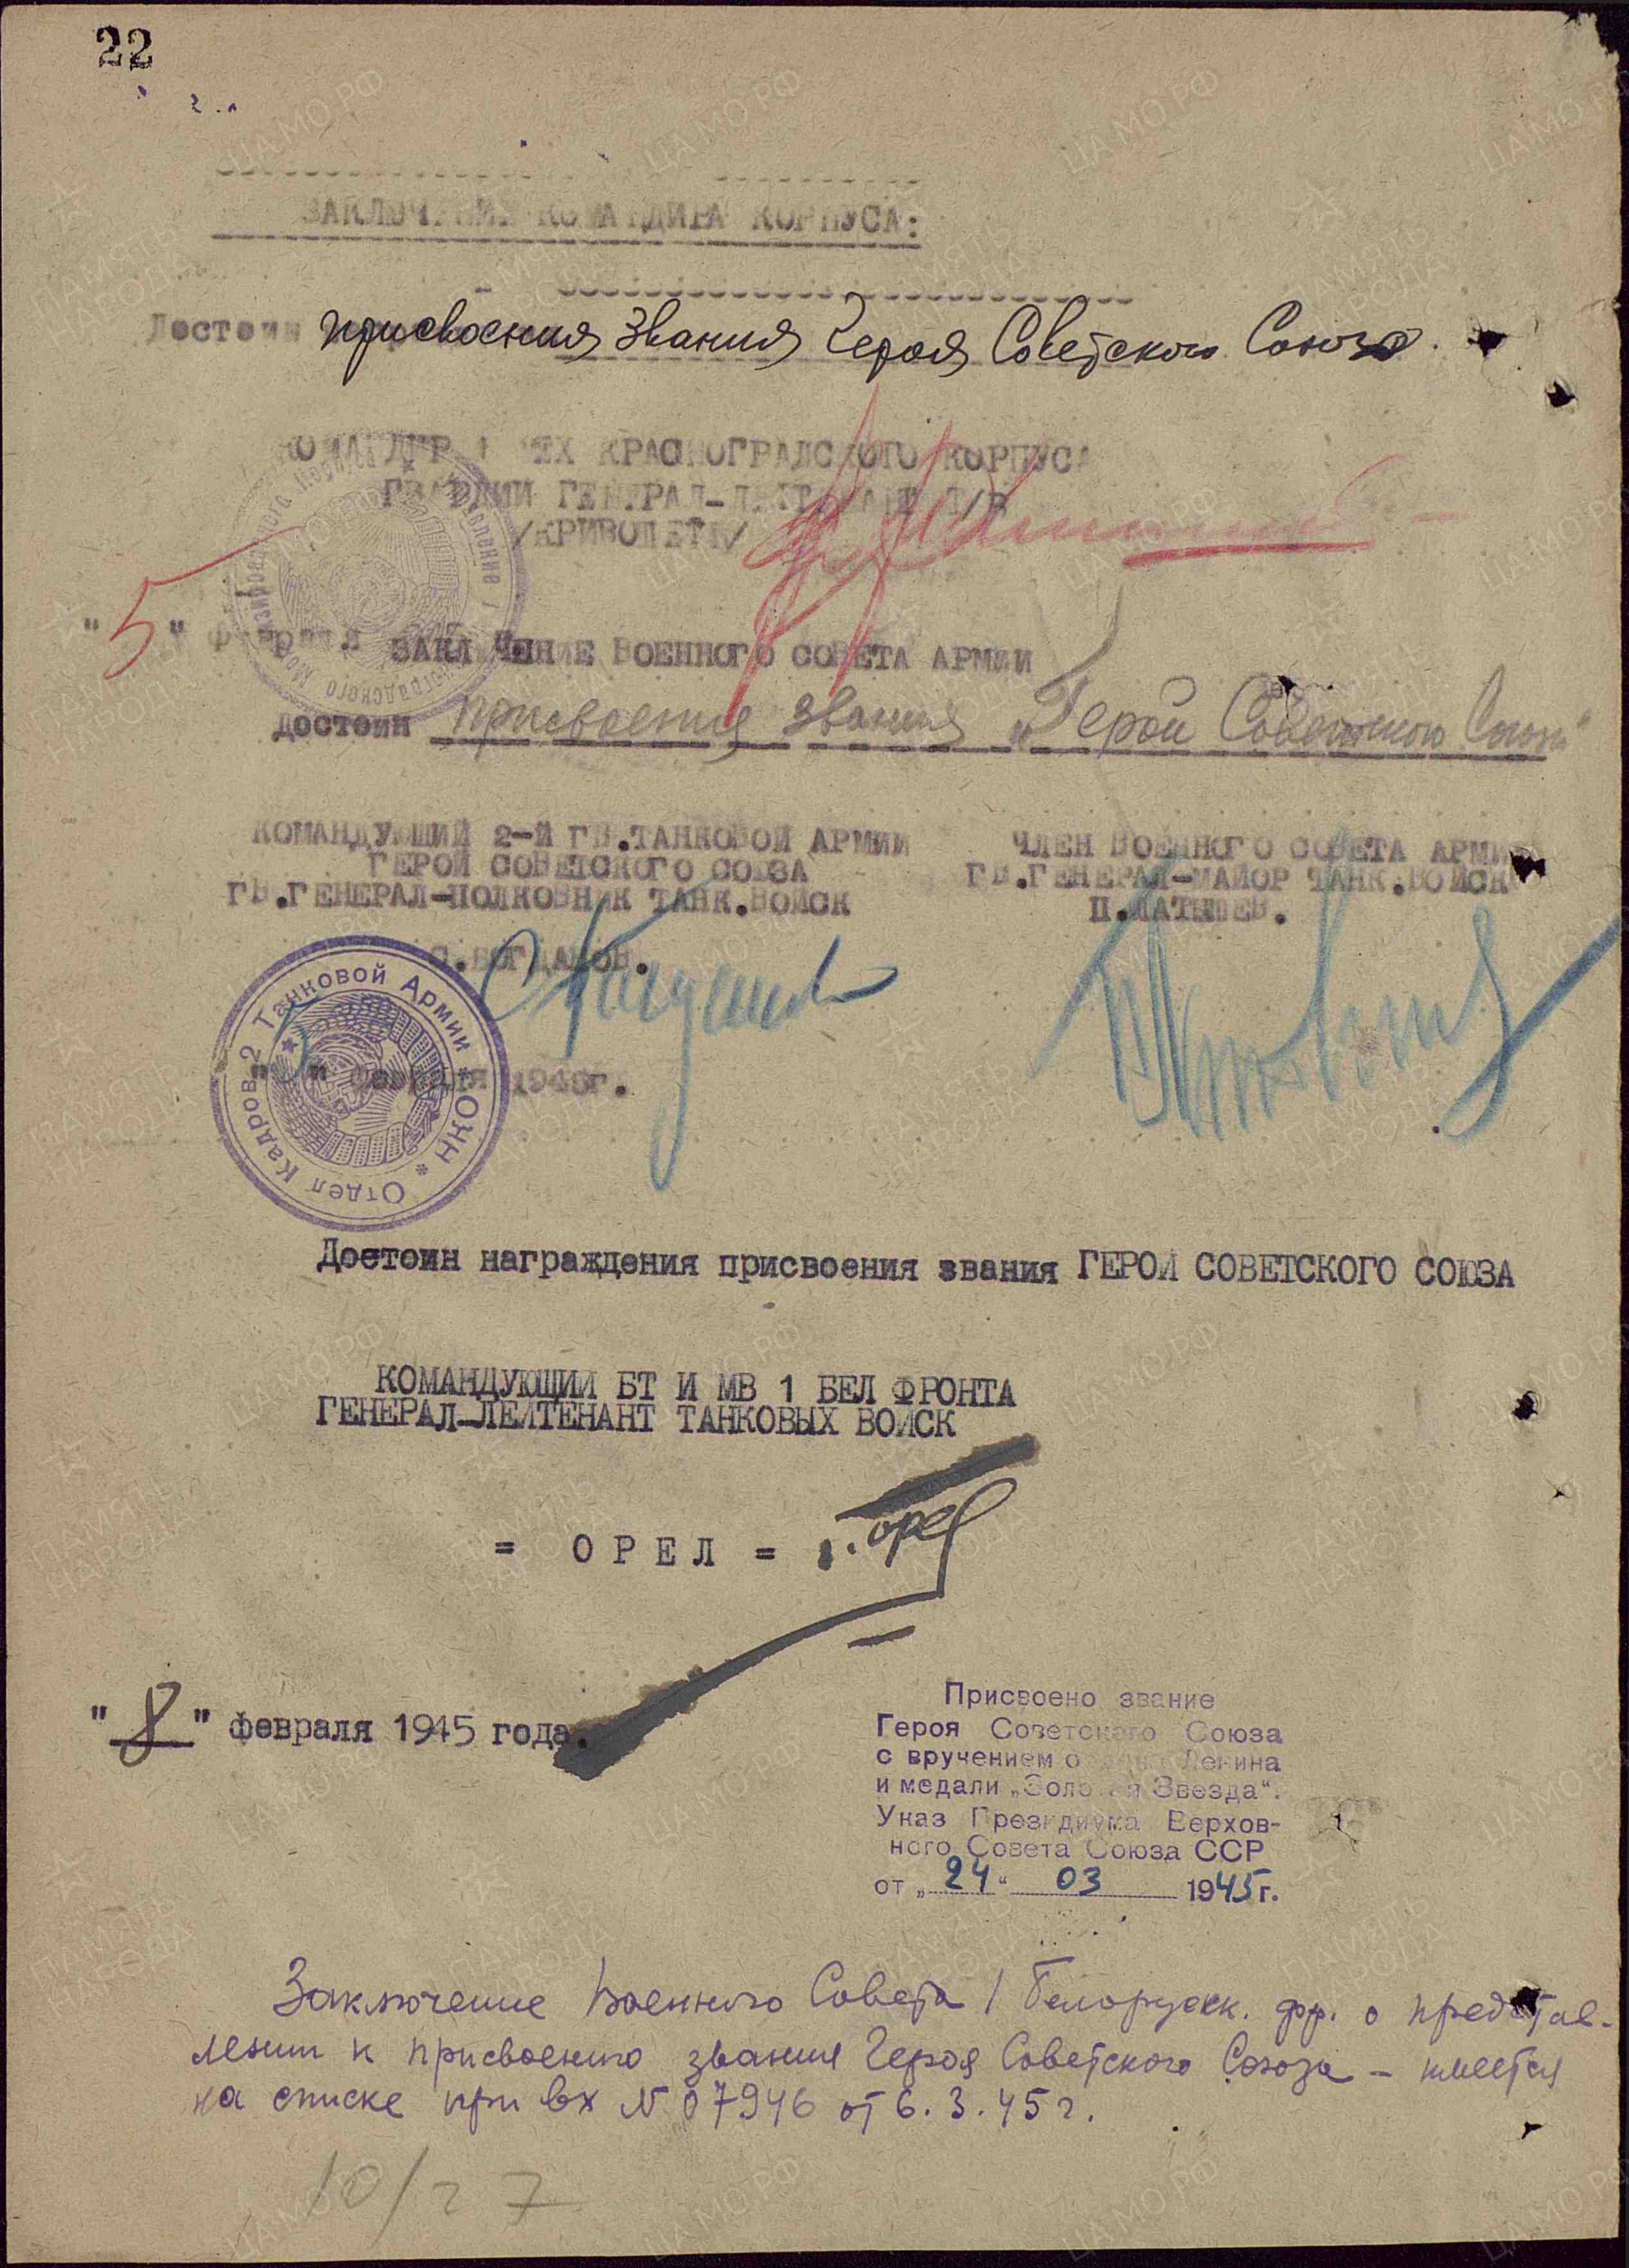 22
ЗАКЛЮЧЕНИЕ КОМАНДИРА КОРПУСА:
Достоин присвоения звания Героя Советского Союза.
КОМАНДИР 1 МЕХ КРАСНОГРАДСКОГО КОРПУСА
ГВАРДИИ ГЕНЕРАЛ-ЛЕЙТЕНАНТ Т/В
/КРИВОШЕИН/
"5" февраля
ЗАКЛЮЧЕНИЕ ВОЕННОГО СОВЕТА АРМИИ
достоин присвоения звания „Герой Советского Союза"
КОМАНДУЮЩИЙ 2-й ГВ.ТАНКОВОЙ АРМИИ
ГЕРОЙ СОВЕТСКОГО СОЮЗА
ГВ.ГЕНЕРАЛ-ПОЛКОВНИК ТАНК.ВОЙСК
С.БОГДАНОВ.
ЧЛЕН ВОЕННОГО СОВЕТА АРМИИ
ГВ.ГЕНЕРАЛ-МАЙОР ТАНК.ВОЙСК
П.ЛАТЫШЕВ.
Отдел Кадров 2 Танковой Армии * НКО *
февраля 1945г.
Достоин награждения присвоения звания ГЕРОЙ СОВЕТСКОГО СОЮЗА
КОМАНДУЮЩИЙ БТ И МВ 1 БЕЛ ФРОНТА
ГЕНЕРАЛ-ЛЕЙТЕНАНТ ТАНКОВЫХ ВОЙСК
= ОРЕЛ =
"8" февраля 1945 года.
Присвоено звание
Героя Советского Союза
с вручением ордена Ленина
и медали „Золотая Звезда".
Указ Президиума Верхов-
ного Совета Союза ССР
от „24" 03 1945г.
Заключение Военного Совета 1 Белорусск. фр. о представ-
лении к присвоению звания Героя Советского Союза – имеется
на списке при вх № 07946 от 6.3.45г.